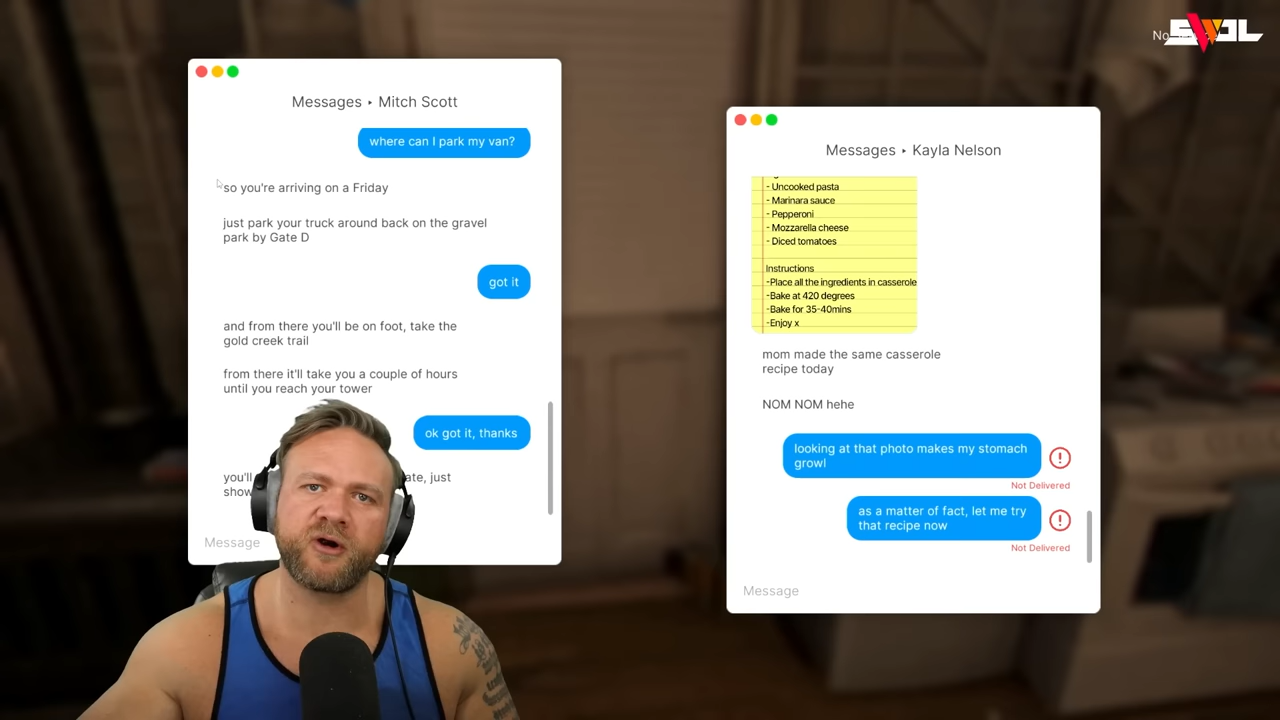 SWOL
No
Messages ▸ Mitch Scott
where can I park my van?
so you're arriving on a Friday
just park your truck around back on the gravel
park by Gate D
got it
and from there you'll be on foot, take the
gold creek trail
from there it'll take you a couple of hours
until you reach your tower
ok got it, thanks
you'll ate, just
show
Message
Messages ▸ Kayla Nelson
- Uncooked pasta
- Marinara sauce
- Pepperoni
- Mozzarella cheese
- Diced tomatoes
Instructions
-Place all the ingredients in casserole
-Bake at 420 degrees
-Bake for 35-40mins
-Enjoy x
mom made the same casserole
recipe today
NOM NOM hehe
looking at that photo makes my stomach
growl
Not Delivered
as a matter of fact, let me try
that recipe now
Not Delivered
Message